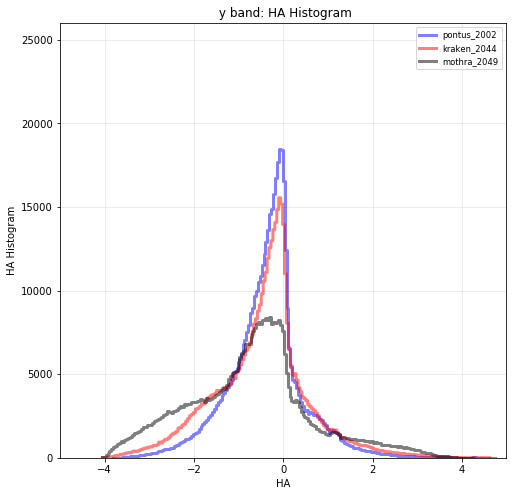 y band: HA Histogram
pontus_2002
kraken_2044
mothra_2049
25000
20000
15000
10000
5000
0
HA Histogram
−4
−2
0
2
4
HA